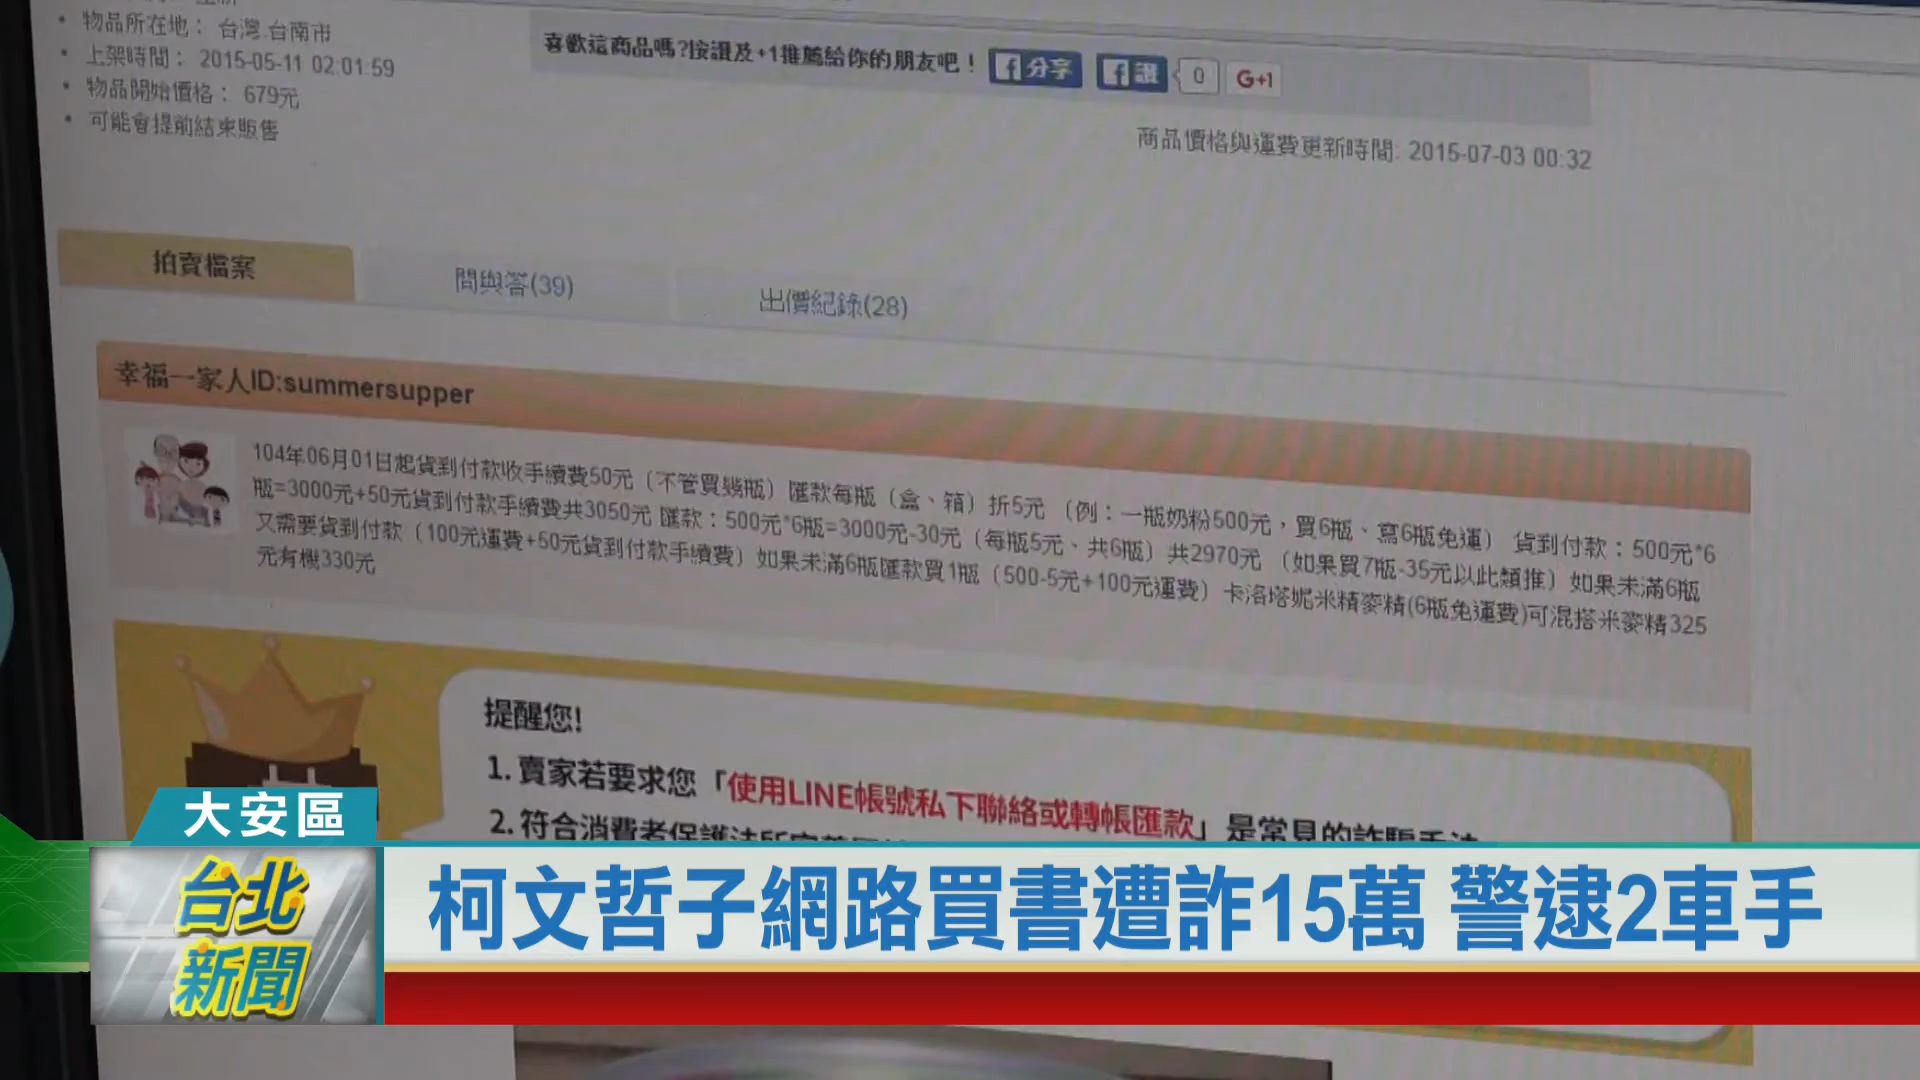 物品所在地： 台灣.台南市
上架時間： 2015-05-11 02:01:59
物品開始價格： 679元
可能會提前結束販售
喜歡這商品嗎?按讚及+1推薦給你的朋友吧！ 分享 讚 0 G+1
商品價格與運費更新時間: 2015-07-03 00:32
拍賣檔案 問與答(39) 出價紀錄(28)
幸福一家人ID:summersupper
104年06月01日起貨到付款收手續費50元（不管買幾瓶）匯款每瓶（盒、箱）折5元 （例：一瓶奶粉500元，買6瓶、寫6瓶免運） 貨到付款：500元*6
瓶=3000元+50元貨到付款手續費共3050元 匯款：500元*6瓶=3000元-30元（每瓶5元、共6瓶）共2970元 （如果買7瓶-35元以此類推）如果未滿6瓶
又需要貨到付款（100元運費+50元貨到付款手續費）如果未滿6瓶匯款買1瓶（500-5元+100元運費）卡洛塔妮米精麥精(6瓶免運費)可混搭米麥精325
元有機330元
提醒您!
1. 賣家若要求您「使用LINE帳號私下聯絡或轉帳匯款」是常見的詐騙手法
2. 符合消費者保護法所
大安區
台北
新聞
柯文哲子網路買書遭詐15萬 警逮2車手